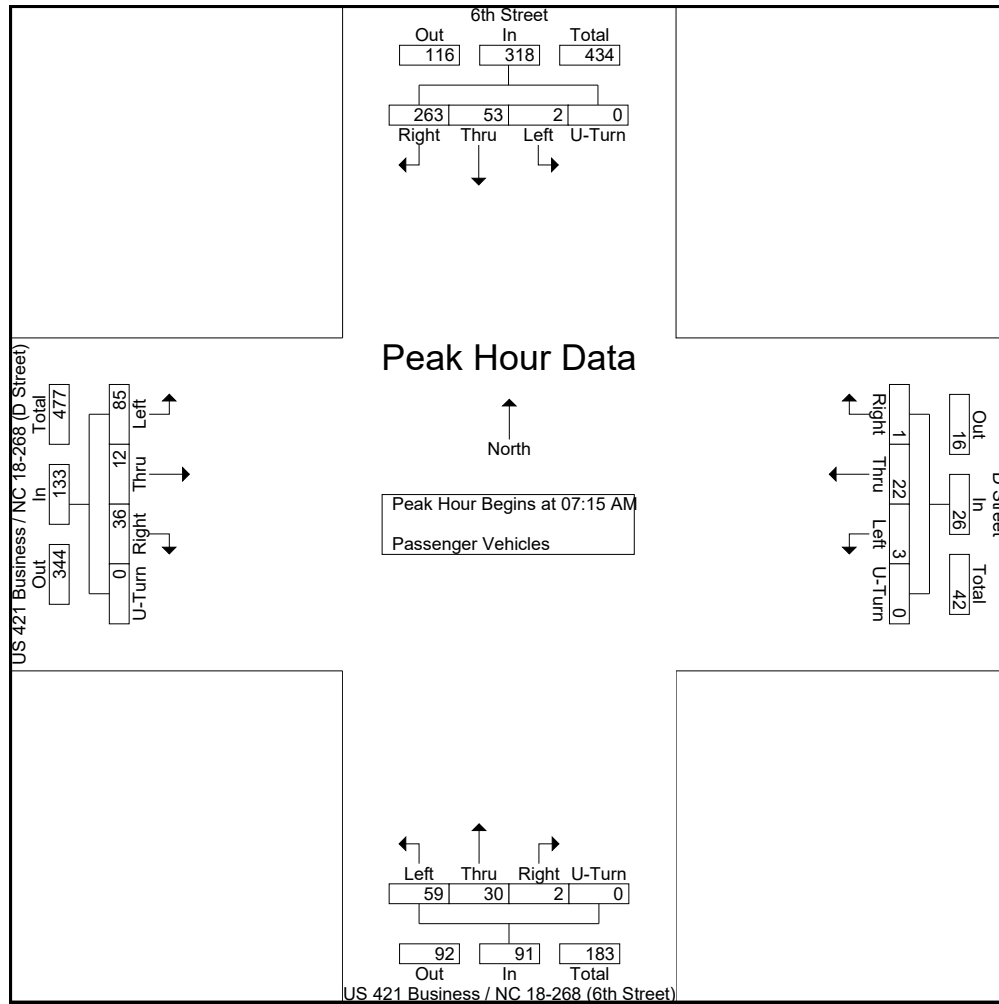 6th Street
Out In Total
116 318 434
263 53 2 0
Right Thru Left U-Turn
Peak Hour Data
North
Peak Hour Begins at 07:15 AM
Passenger Vehicles
US 421 Business / NC 18-268 (D Street)
Total In Out
477 133 344
85 12 36 0
Left Thru Right U-Turn
D Street
Out In Total
16 26 42
1 22 3 0
Right Thru Left U-Turn
Left Thru Right U-Turn
59 30 2 0
92 91 183
Out In Total
US 421 Business / NC 18-268 (6th Street)